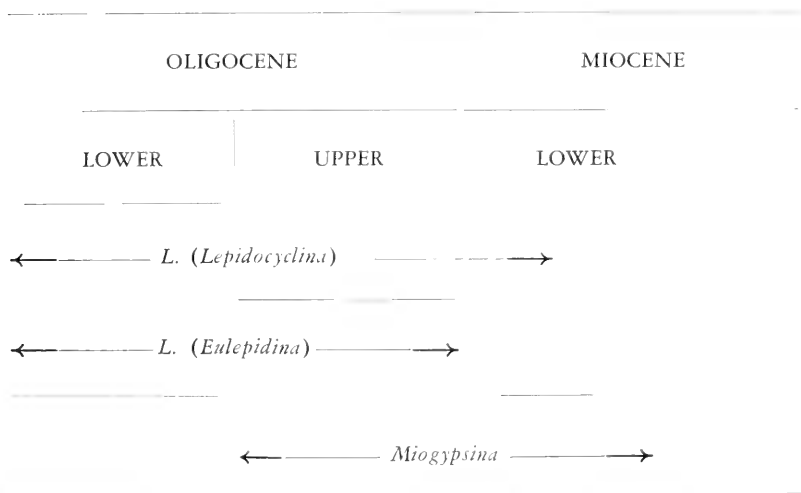 OLIGOCENE MIOCENE
LOWER UPPER LOWER
L. (Lepidocyclina)
L. (Eulepidina)
Miogypsina